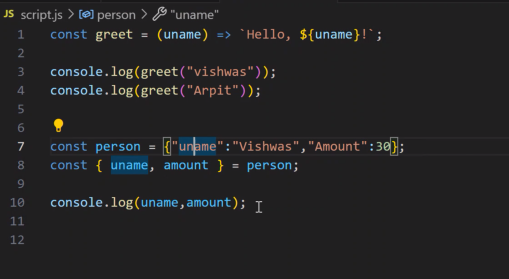 JS script.js > person > "uname"
1 const greet = (uname) => `Hello, ${uname}!`;
2
3 console.log(greet("vishwas"));
4 console.log(greet("Arpit"));
5
6
7 const person = {"uname":"Vishwas","Amount":30};
8 const { uname, amount } = person;
9
10 console.log(uname,amount);
11
12